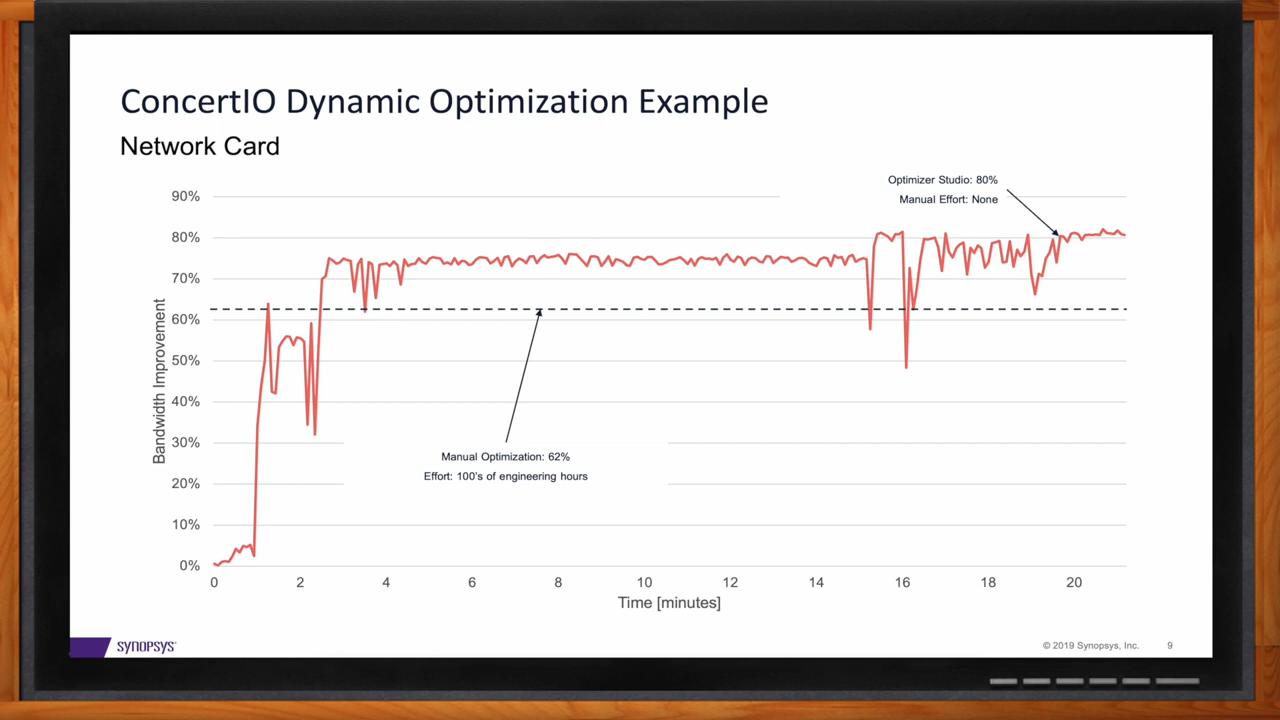 ConcertIO Dynamic Optimization Example
Network Card
Optimizer Studio: 80%
Manual Effort: None
90%
80%
70%
60%
50%
40%
30%
20%
10%
0%
Bandwidth Improvement
Manual Optimization: 62%
Effort: 100's of engineering hours
0 2 4 6 8 10 12 14 16 18 20
Time [minutes]
SYNOPSYS
© 2019 Synopsys, Inc. 9